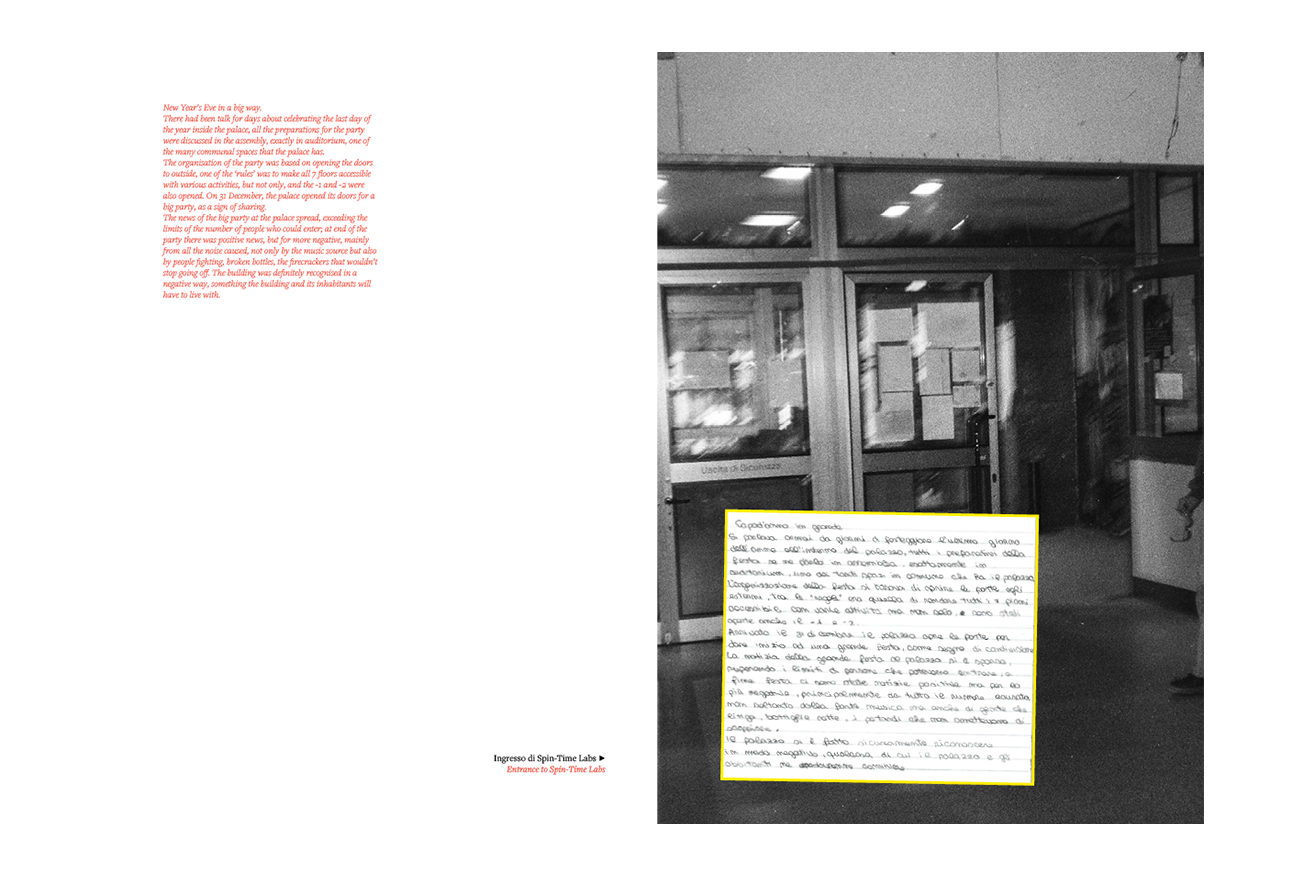 New Year's Eve in a big way.
There had been talk for days about celebrating the last day of
the year inside the palace, all the preparations for the party
were discussed in the assembly, exactly in auditorium, one of
the many communal spaces that the palace has.
The organisation of the party was based on opening the doors
to outside, one of the 'rules' was to make all 7 floors accessible
with various activities, but not only, and the -1 and -2 were
also opened. On 31 December, the palace opened its doors for a
big party, as a sign of sharing.
The news of the big party at the palace spread, exceeding the
limits of the number of people who could enter; at end of the
party there was positive news, but for more negative, mainly
from all the noise caused, not only by the music source but also
by people fighting, broken bottles, the firecrackers that wouldn't
stop going off. The building was definitely recognised in a
negative way, something the building and its inhabitants will
have to live with.
Ingresso di Spin-Time Labs ►
Entrance to Spin-Time Labs
Uscita di Sicurezza
Capodanno in grande
Si parlava ormai da giorni di festeggiare l'ultimo giorno
dell'anno all'interno del palazzo, tutti i preparativi della
festa se ne parla in assemblea, esattamente in
auditorium, uno dei tanti spazi in comune che ha il palazzo
L'organizzazione della festa si basava di aprire le porte agli
esterni, tra le "regole" era quella di rendere tutti i 7 piani
accessibili con varie attività ma non solo, e sono stati
aperte anche il -1 e -2.
Arrivato il 31 dicembre il palazzo apre le porte per
dare inizio ad una grande festa, come segno di condivisione
La notizia della grande festa al palazzo si è sparsa,
superando i limiti di persone che potevano entrare, a
fine festa ci sono state notizie positive ma per lo
più negative, principalmente da tutto il rumore causato
non soltanto dalla fonte musica ma anche di gente che
litiga, bottiglie rotte, i petardi che non smettevano di
scoppiare.
Il palazzo si è fatto sicuramente riconoscere
in modo negativo, qualcosa di cui il palazzo e gli
abitanti ne